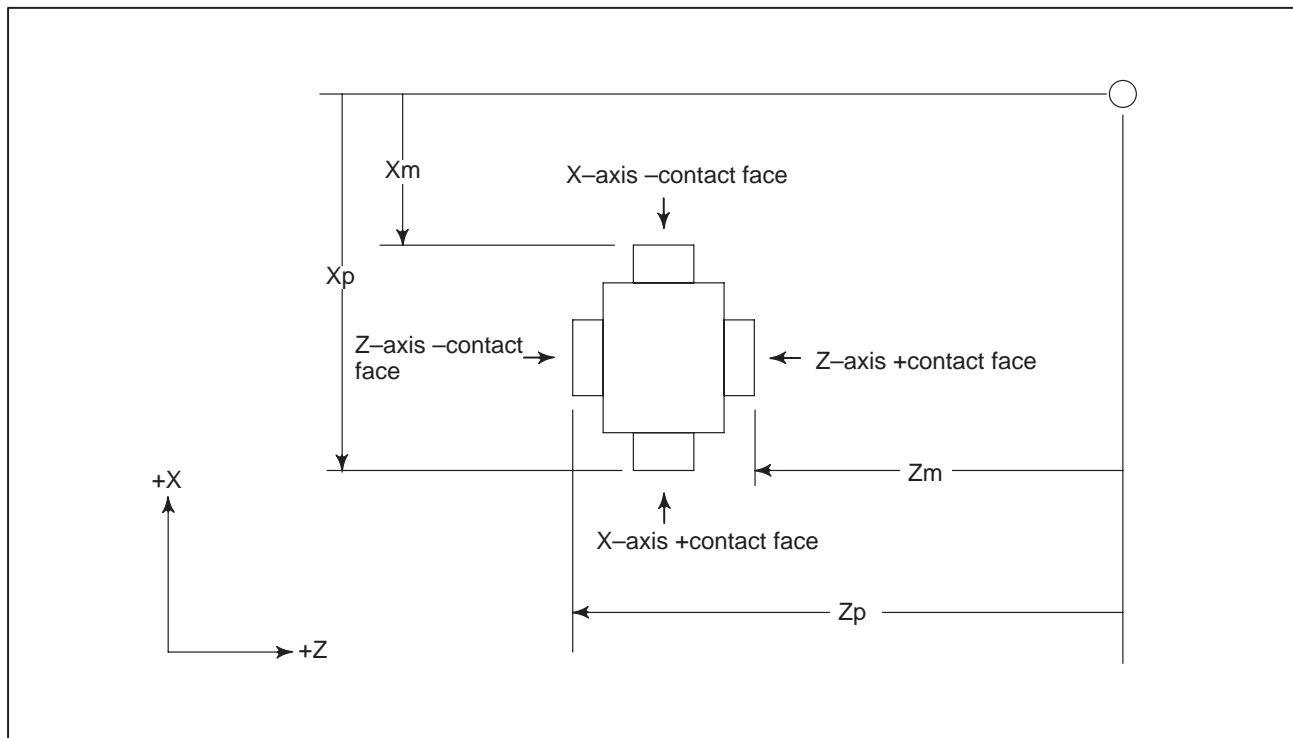 Xm
X–axis –contact face
Xp
Z–axis –contact
face
Z–axis +contact face
Zm
+X
X–axis +contact face
Zp
+Z